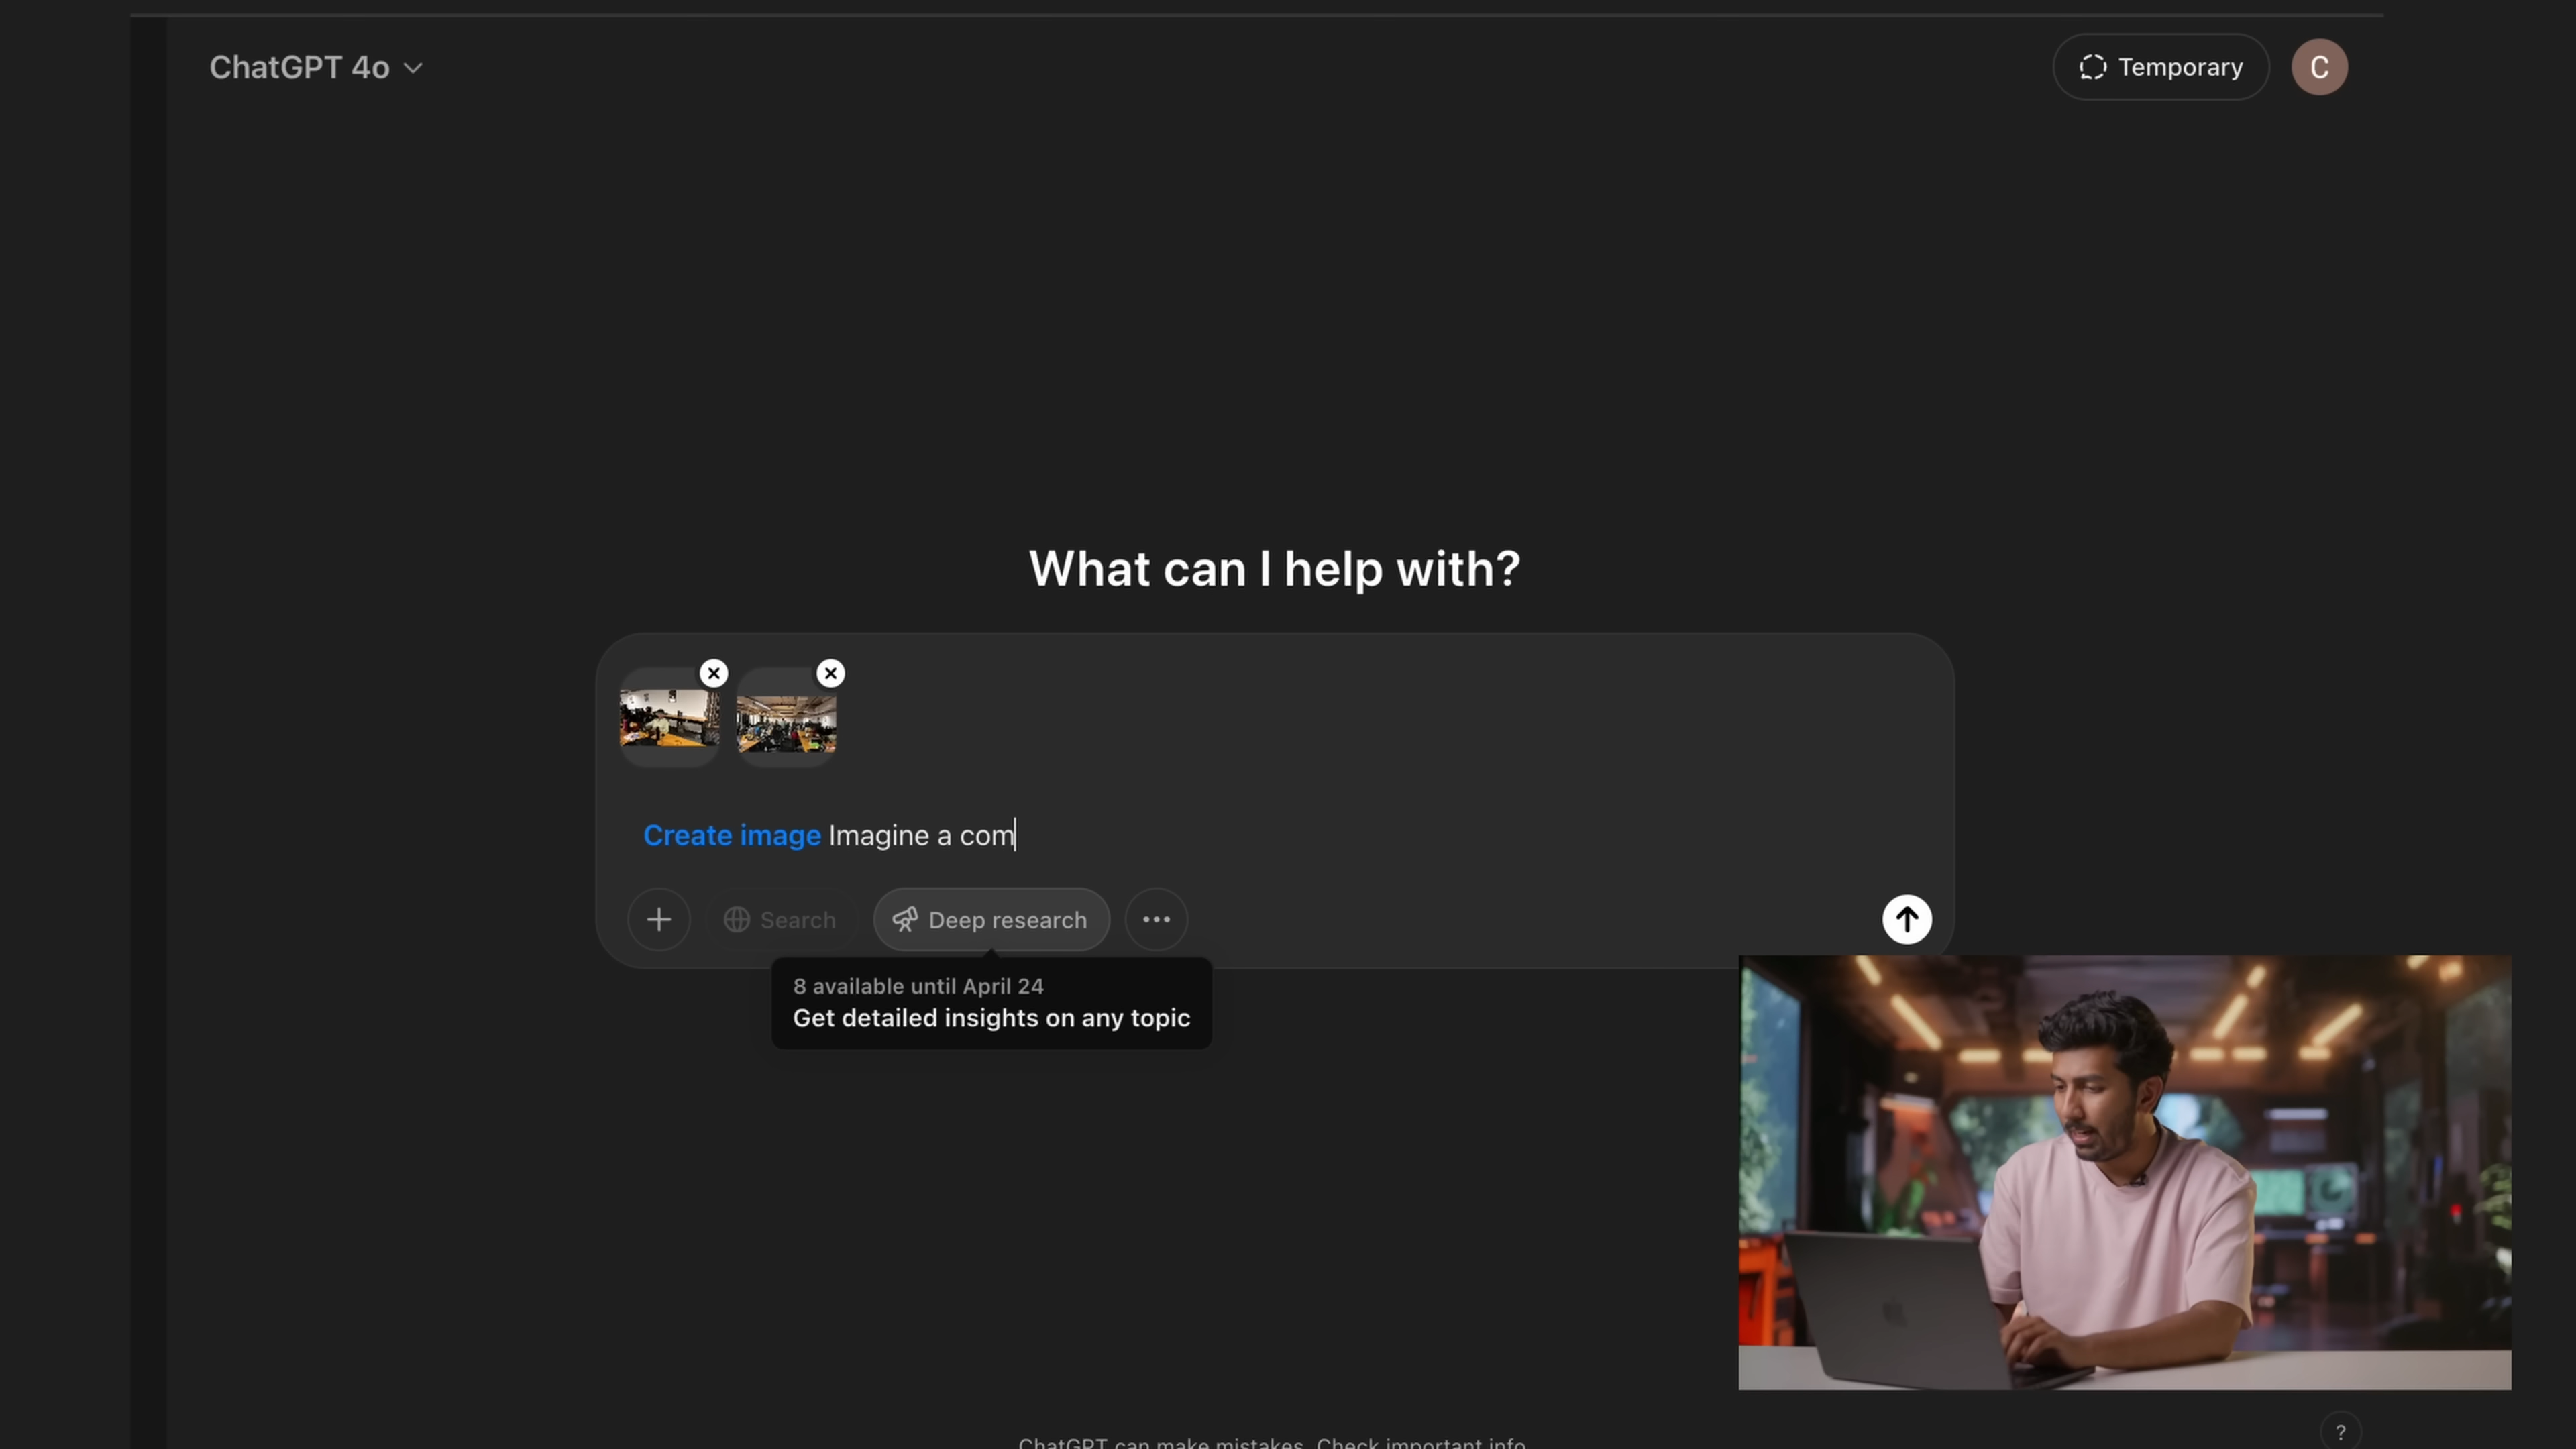 ChatGPT 4o
Temporary
C
What can I help with?
Create image Imagine a com
Search
Deep research
8 available until April 24
Get detailed insights on any topic
ChatGPT can make mistakes. Check important info.
?